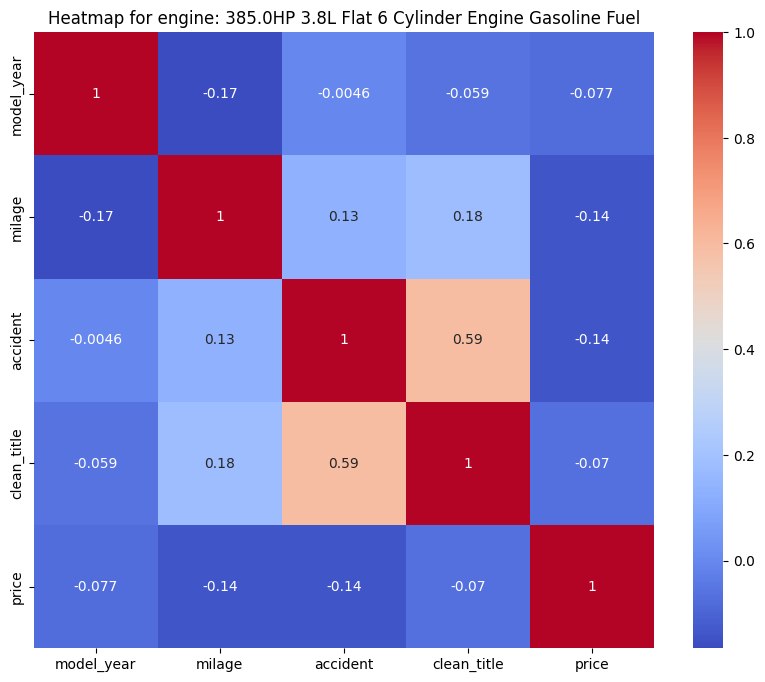 Heatmap for engine: 385.0HP 3.8L Flat 6 Cylinder Engine Gasoline Fuel
model_year 1 -0.17 -0.0046 -0.059 -0.077
milage -0.17 1 0.13 0.18 -0.14
accident -0.0046 0.13 1 0.59 -0.14
clean_title -0.059 0.18 0.59 1 -0.07
price -0.077 -0.14 -0.14 -0.07 1
model_year milage accident clean_title price
1.0
0.8
0.6
0.4
0.2
0.0